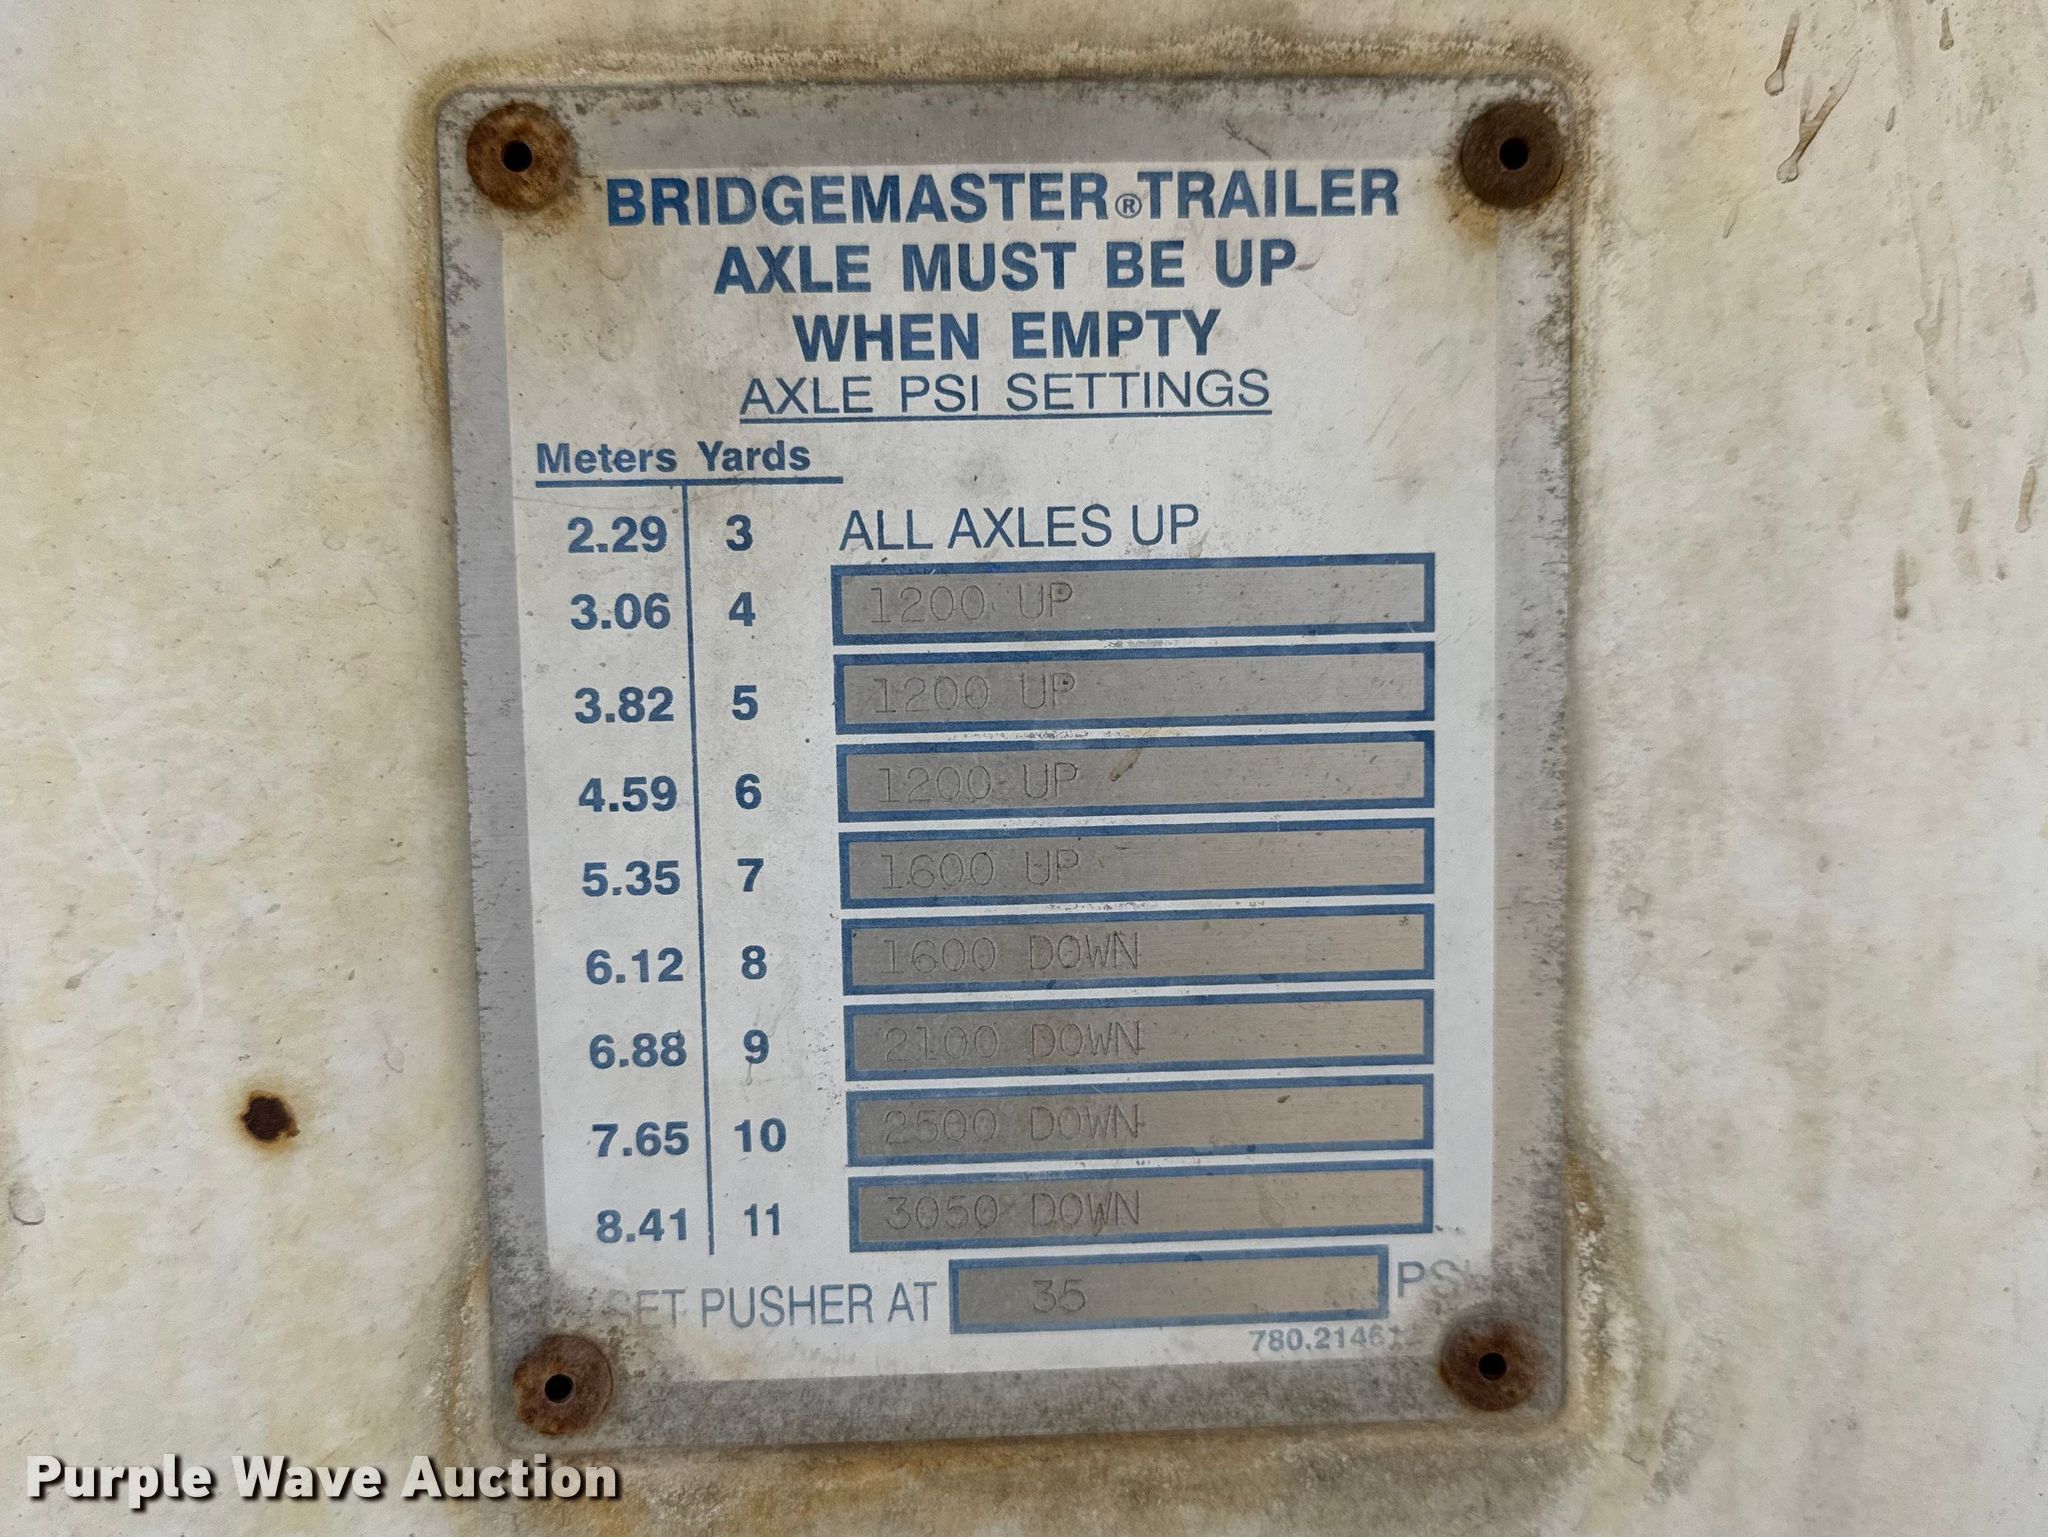 BRIDGEMASTER® TRAILER
AXLE MUST BE UP
WHEN EMPTY
AXLE PSI SETTINGS
Meters Yards
2.29 3 ALL AXLES UP
3.06 4 1200 UP
3.82 5 1200 UP
4.59 6 1200 UP
5.35 7 1600 UP
6.12 8 1600 DOWN
6.88 9 2100 DOWN
7.65 10 2500 DOWN
8.41 11 3050 DOWN
SET PUSHER AT 35 PSI
Purple Wave Auction